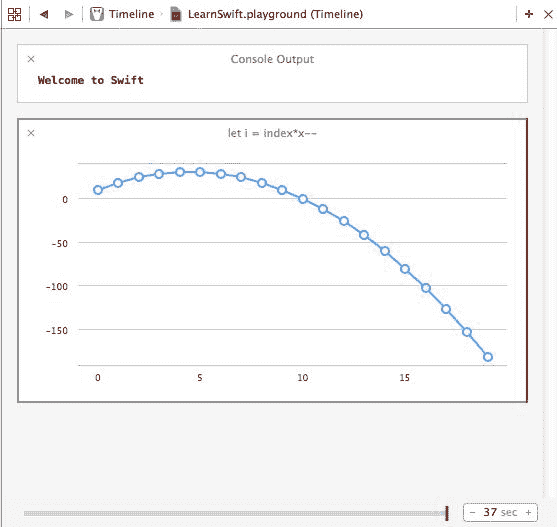 Timeline LearnSwift.playground (Timeline)
Console Output
Welcome to Swift
let i = index*x--
0
-50
-100
-150
0 5 10 15
- 37 sec +